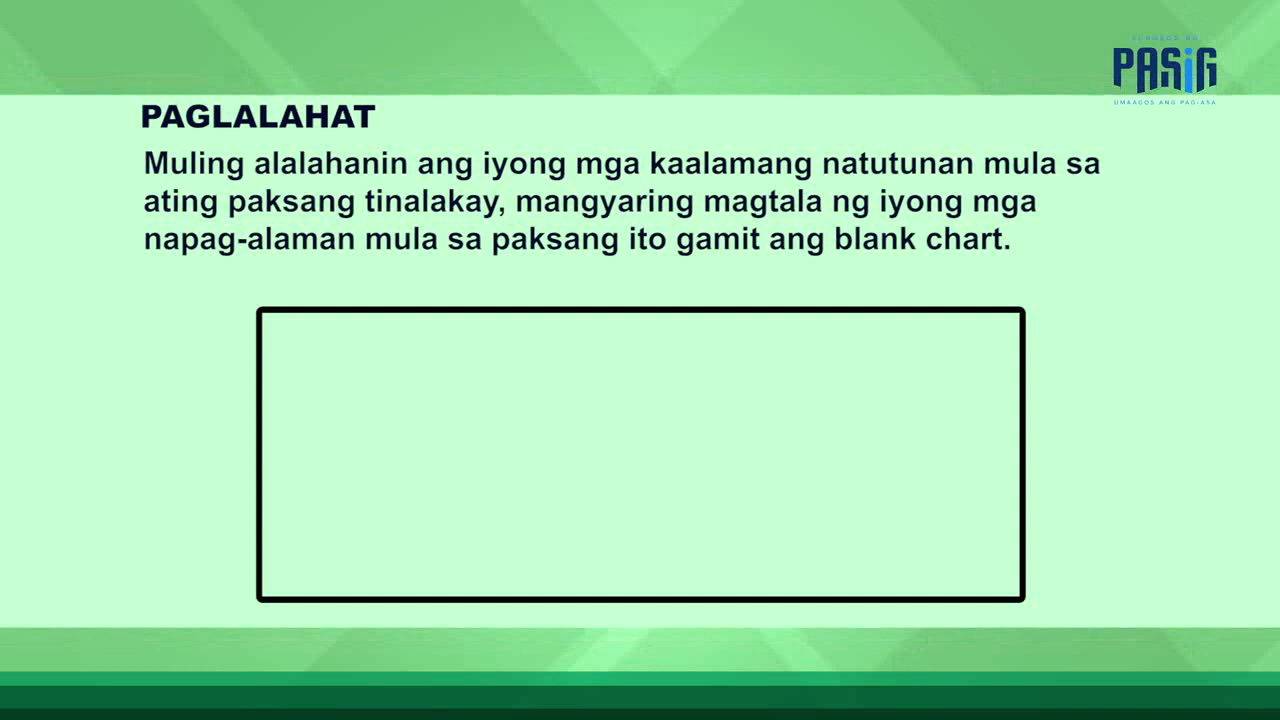 PASiG
UMAAGOS ANG PAG-ASA
PAGLALAHAT
Muling alalahanin ang iyong mga kaalamang natutunan mula sa
ating paksang tinalakay, mangyaring magtala ng iyong mga
napag-alaman mula sa paksang ito gamit ang blank chart.